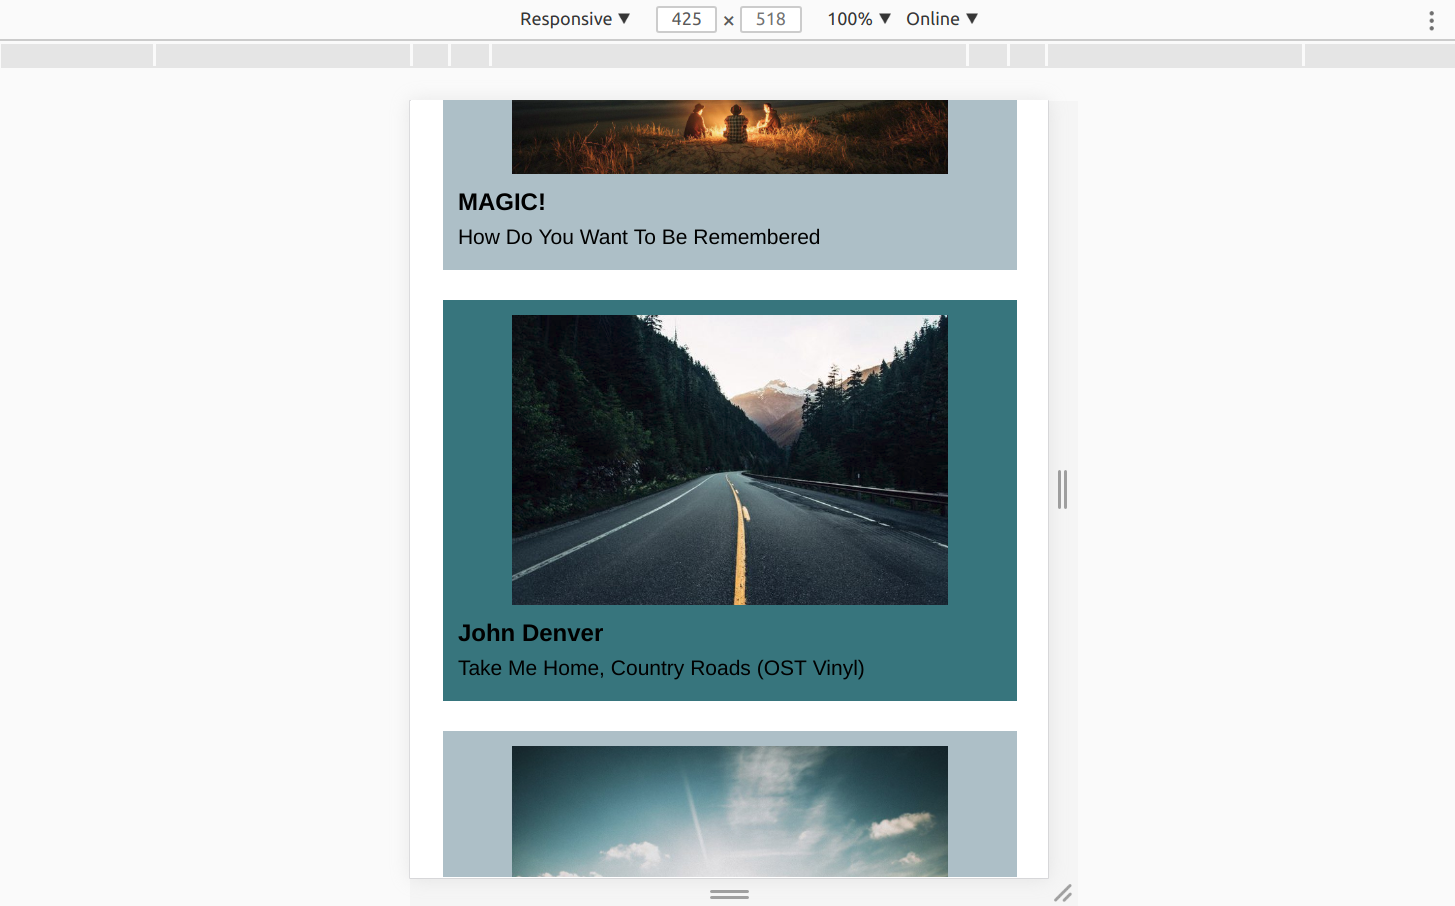 Responsive ▼ 425 × 518 100% ▼ Online ▼
MAGIC!
How Do You Want To Be Remembered
John Denver
Take Me Home, Country Roads (OST Vinyl)